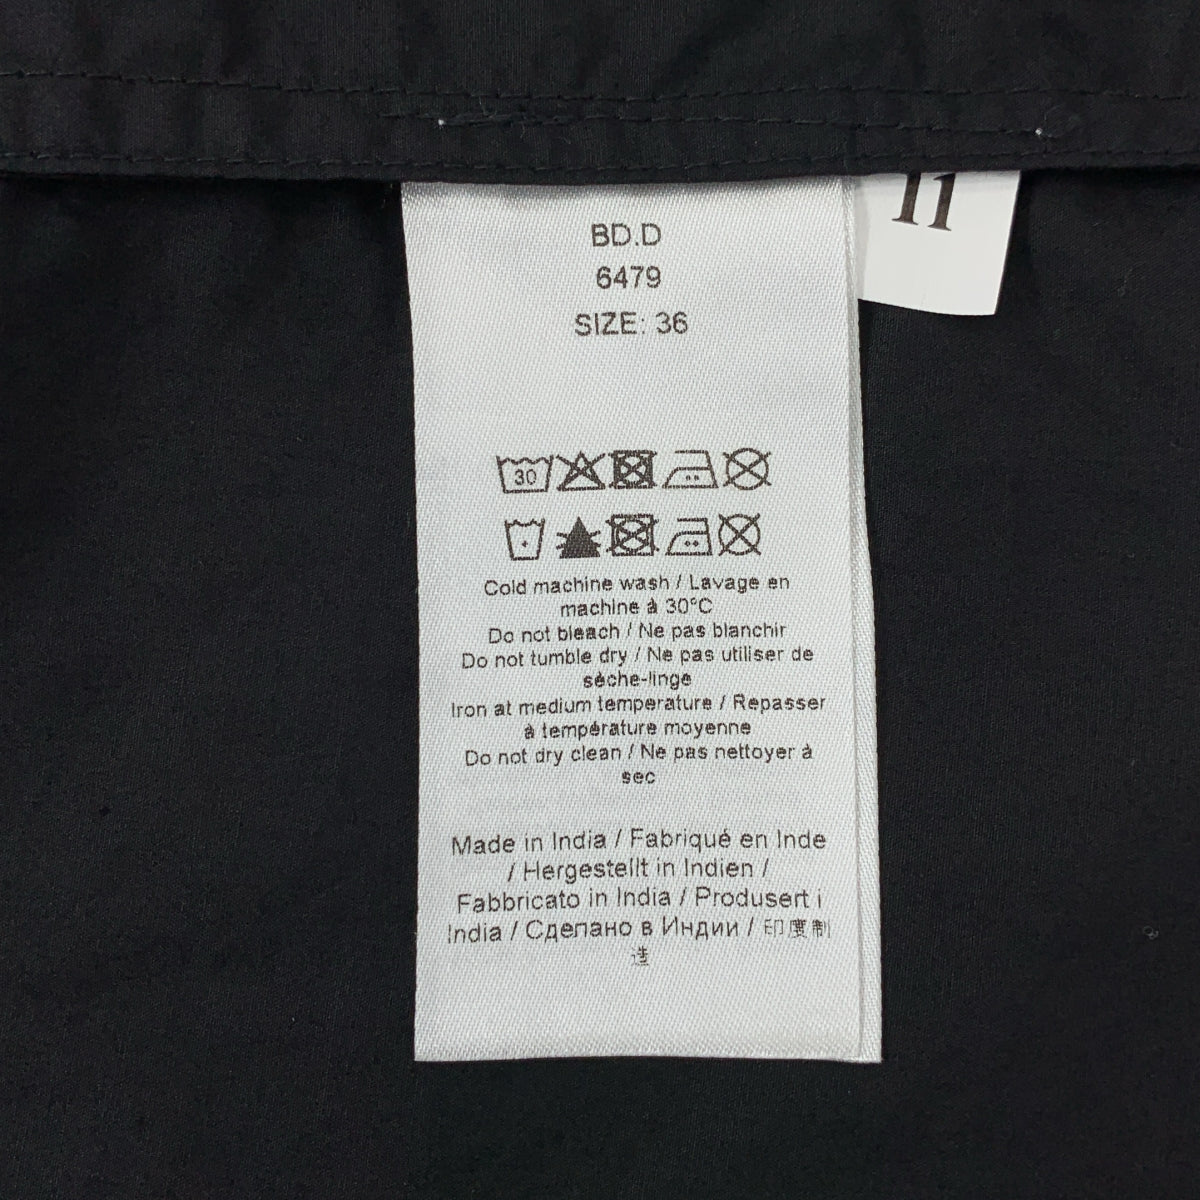 11
BD.D
6479
SIZE: 36
30
Cold machine wash / Lavage en
machine à 30°C
Do not bleach / Ne pas blanchir
Do not tumble dry / Ne pas utiliser de
sèche-linge
Iron at medium temperature / Repasser
à température moyenne
Do not dry clean / Ne pas nettoyer à
sec
Made in India / Fabriqué en Inde
/ Hergestellt in Indien /
Fabbricato in India / Produsert i
India / Сделано в Индии / 印度制
造